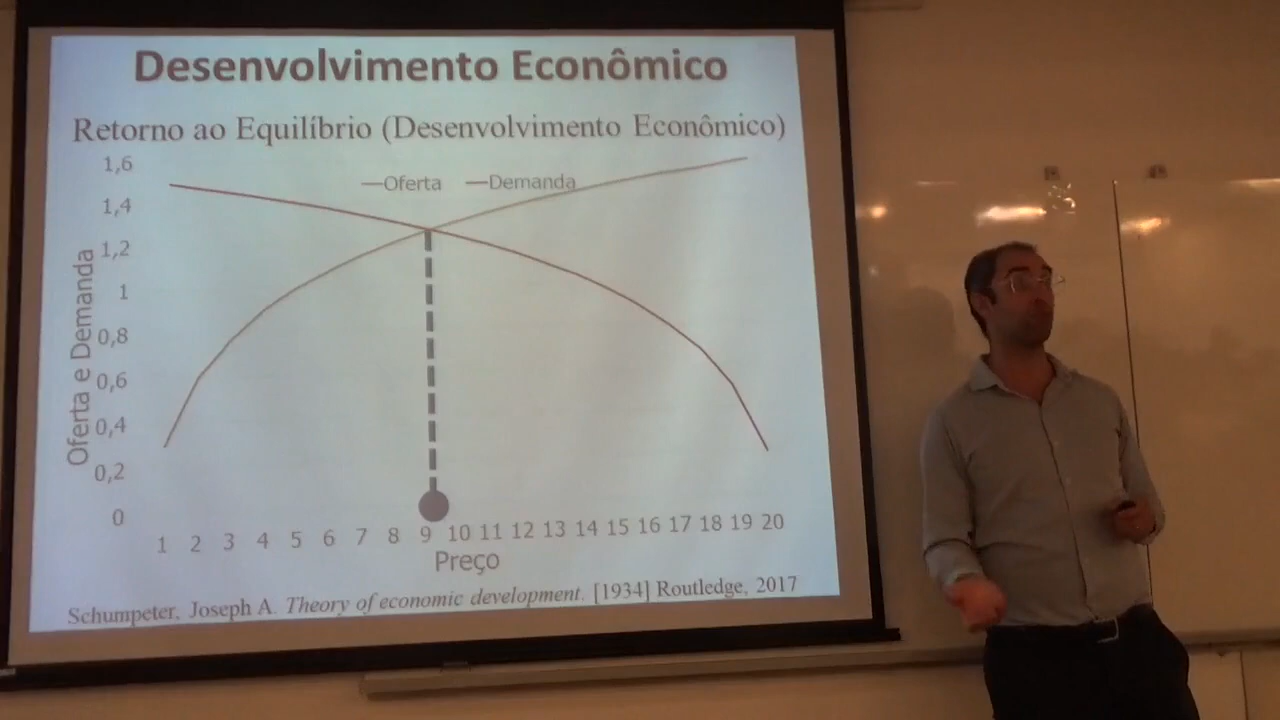 Desenvolvimento Econômico
Retorno ao Equilíbrio (Desenvolvimento Econômico)
Oferta e Demanda
1,6
1,4
1,2
1
0,8
0,6
0,4
0,2
0
Oferta Demanda
1 2 3 4 5 6 7 8 9 10 11 12 13 14 15 16 17 18 19 20
Preço
Schumpeter, Joseph A. Theory of economic development. [1934] Routledge, 2017